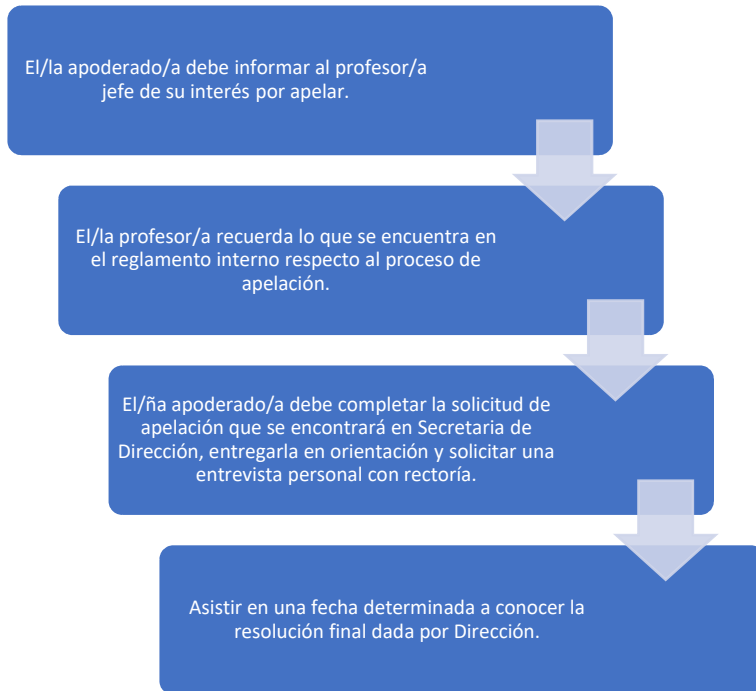 El/la apoderado/a debe informar al profesor/a
jefe de su interés por apelar.
El/la profesor/a recuerda lo que se encuentra en
el reglamento interno respecto al proceso de
apelación.
El/ña apoderado/a debe completar la solicitud de
apelación que se encontrará en Secretaria de
Dirección, entregarla en orientación y solicitar una
entrevista personal con rectoría.
Asistir en una fecha determinada a conocer la
resolución final dada por Dirección.